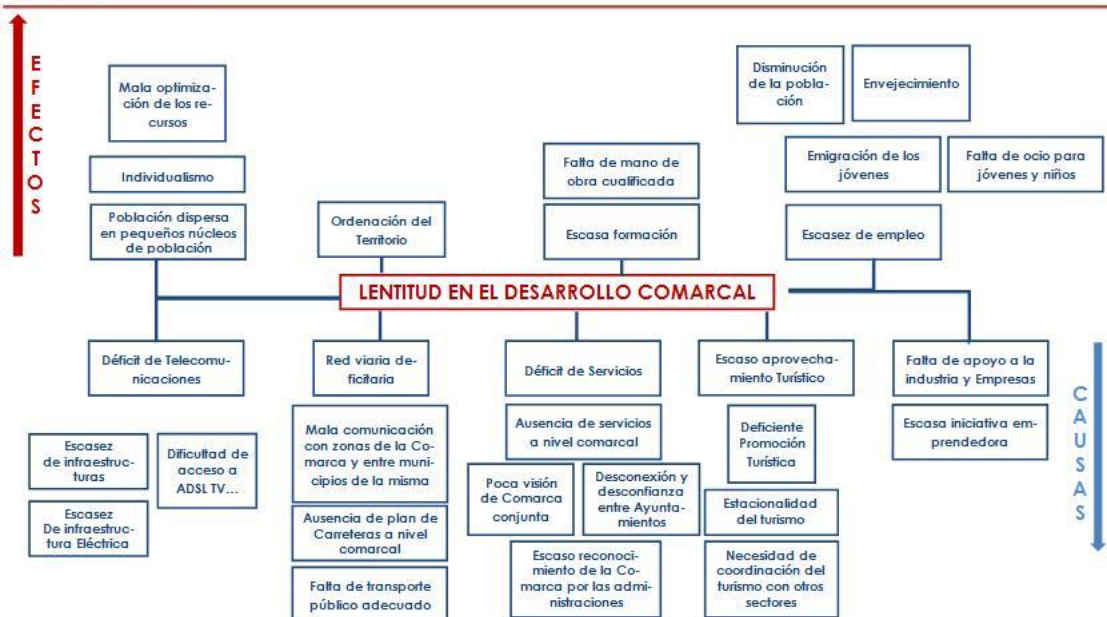 EFECTOS
Mala optimiza-
ción de los re-
cursos
Individualismo
Población dispersa
en pequeños núcleos
de población
Ordenación del
Territorio
Falta de mano de
obra cualificada
Escasa formación
Disminución
de la pobla-
ción
Envejecimiento
Emigración de los
jóvenes
Falta de ocio para
jóvenes y niños
Escasez de empleo
LENTITUD EN EL DESARROLLO COMARCAL
Déficit de Telecomu-
nicaciones
Escasez
de infraestruc-
turas
Dificultad de
acceso a
ADSL TV...
Escasez
De infraestruc-
tura Eléctrica
Red viaria de-
ficitaria
Mala comunicación
con zonas de la Co-
marca y entre muni-
cipios de la misma
Ausencia de plan de
Carreteras a nivel
comarcal
Falta de transporte
público adecuado
Déficit de Servicios
Ausencia de servicios
a nivel comarcal
Poca visión
de Comarca
conjunta
Desconexión y
desconfianza
entre Ayunta-
mientos
Escaso reconoci-
miento de la Co-
marca por las admi-
nistraciones
Escaso aprovecha-
miento Turístico
Deficiente
Promoción
Turística
Estacionalidad
del turismo
Necesidad de
coordinación del
turismo con otros
sectores
Falta de apoyo a la
industria y Empresas
Escasa iniciativa em-
prendedora
CAUSAS